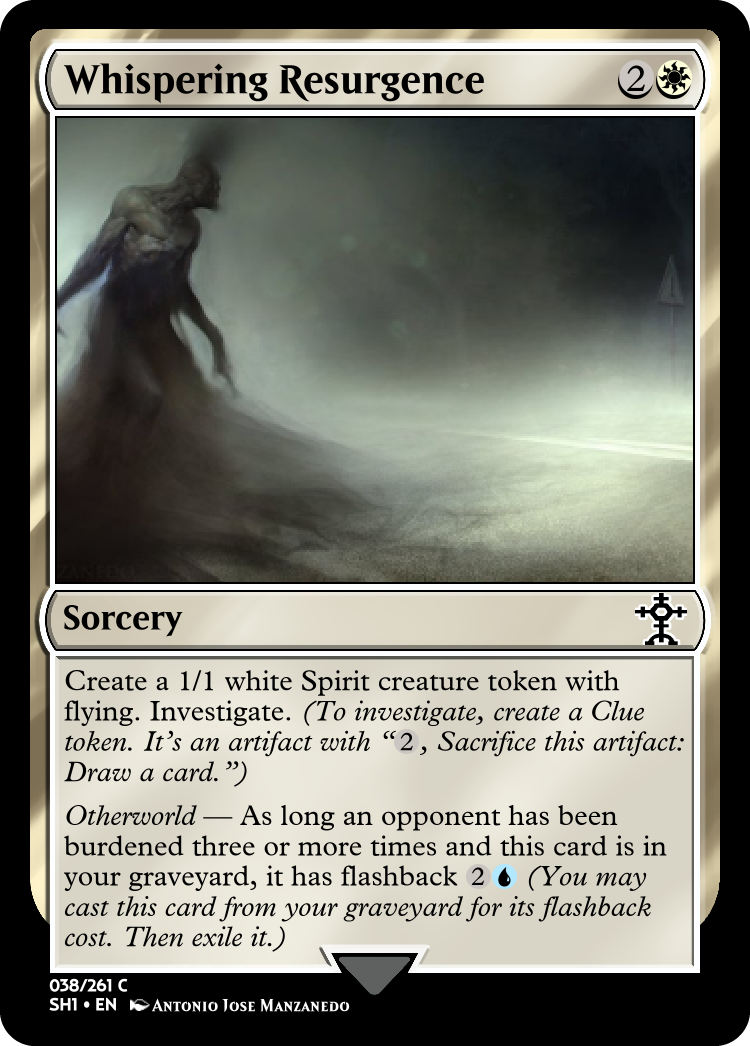 Whispering Resurgence 2
Sorcery
Create a 1/1 white Spirit creature token with
flying. Investigate. (To investigate, create a Clue
token. It's an artifact with “2, Sacrifice this artifact:
Draw a card.”)
Otherworld — As long an opponent has been
burdened three or more times and this card is in
your graveyard, it has flashback 2 (You may
cast this card from your graveyard for its flashback
cost. Then exile it.)
038/261 C
SH1 • EN Antonio Jose Manzanedo